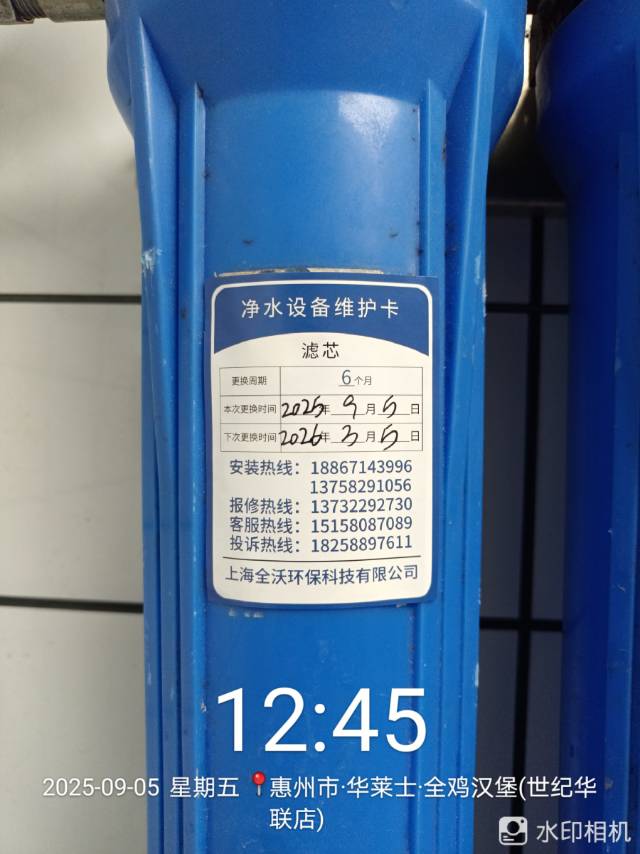 净水设备维护卡
滤芯
更换周期 6个月
本次更换时间 2025年 9月 5日
下次更换时间 2026年 3月 5日
安装热线：18867143996
13758291056
报修热线：13732292730
客服热线：15158087089
投诉热线：18258897611
上海全沃环保科技有限公司
12:45
2025-09-05 星期五 惠州市·华莱士·全鸡汉堡(世纪华
联店)
水印相机